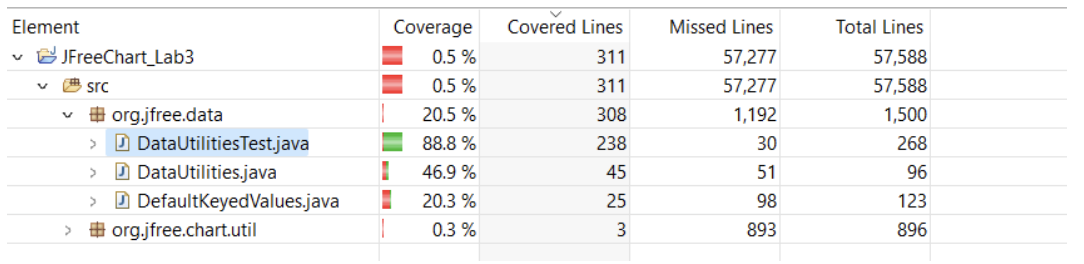 Element Coverage Covered Lines Missed Lines Total Lines
JFreeChart_Lab3 0.5 % 311 57,277 57,588
src 0.5 % 311 57,277 57,588
org.jfree.data 20.5 % 308 1,192 1,500
DataUtilitiesTest.java 88.8 % 238 30 268
DataUtilities.java 46.9 % 45 51 96
DefaultKeyedValues.java 20.3 % 25 98 123
org.jfree.chart.util 0.3 % 3 893 896